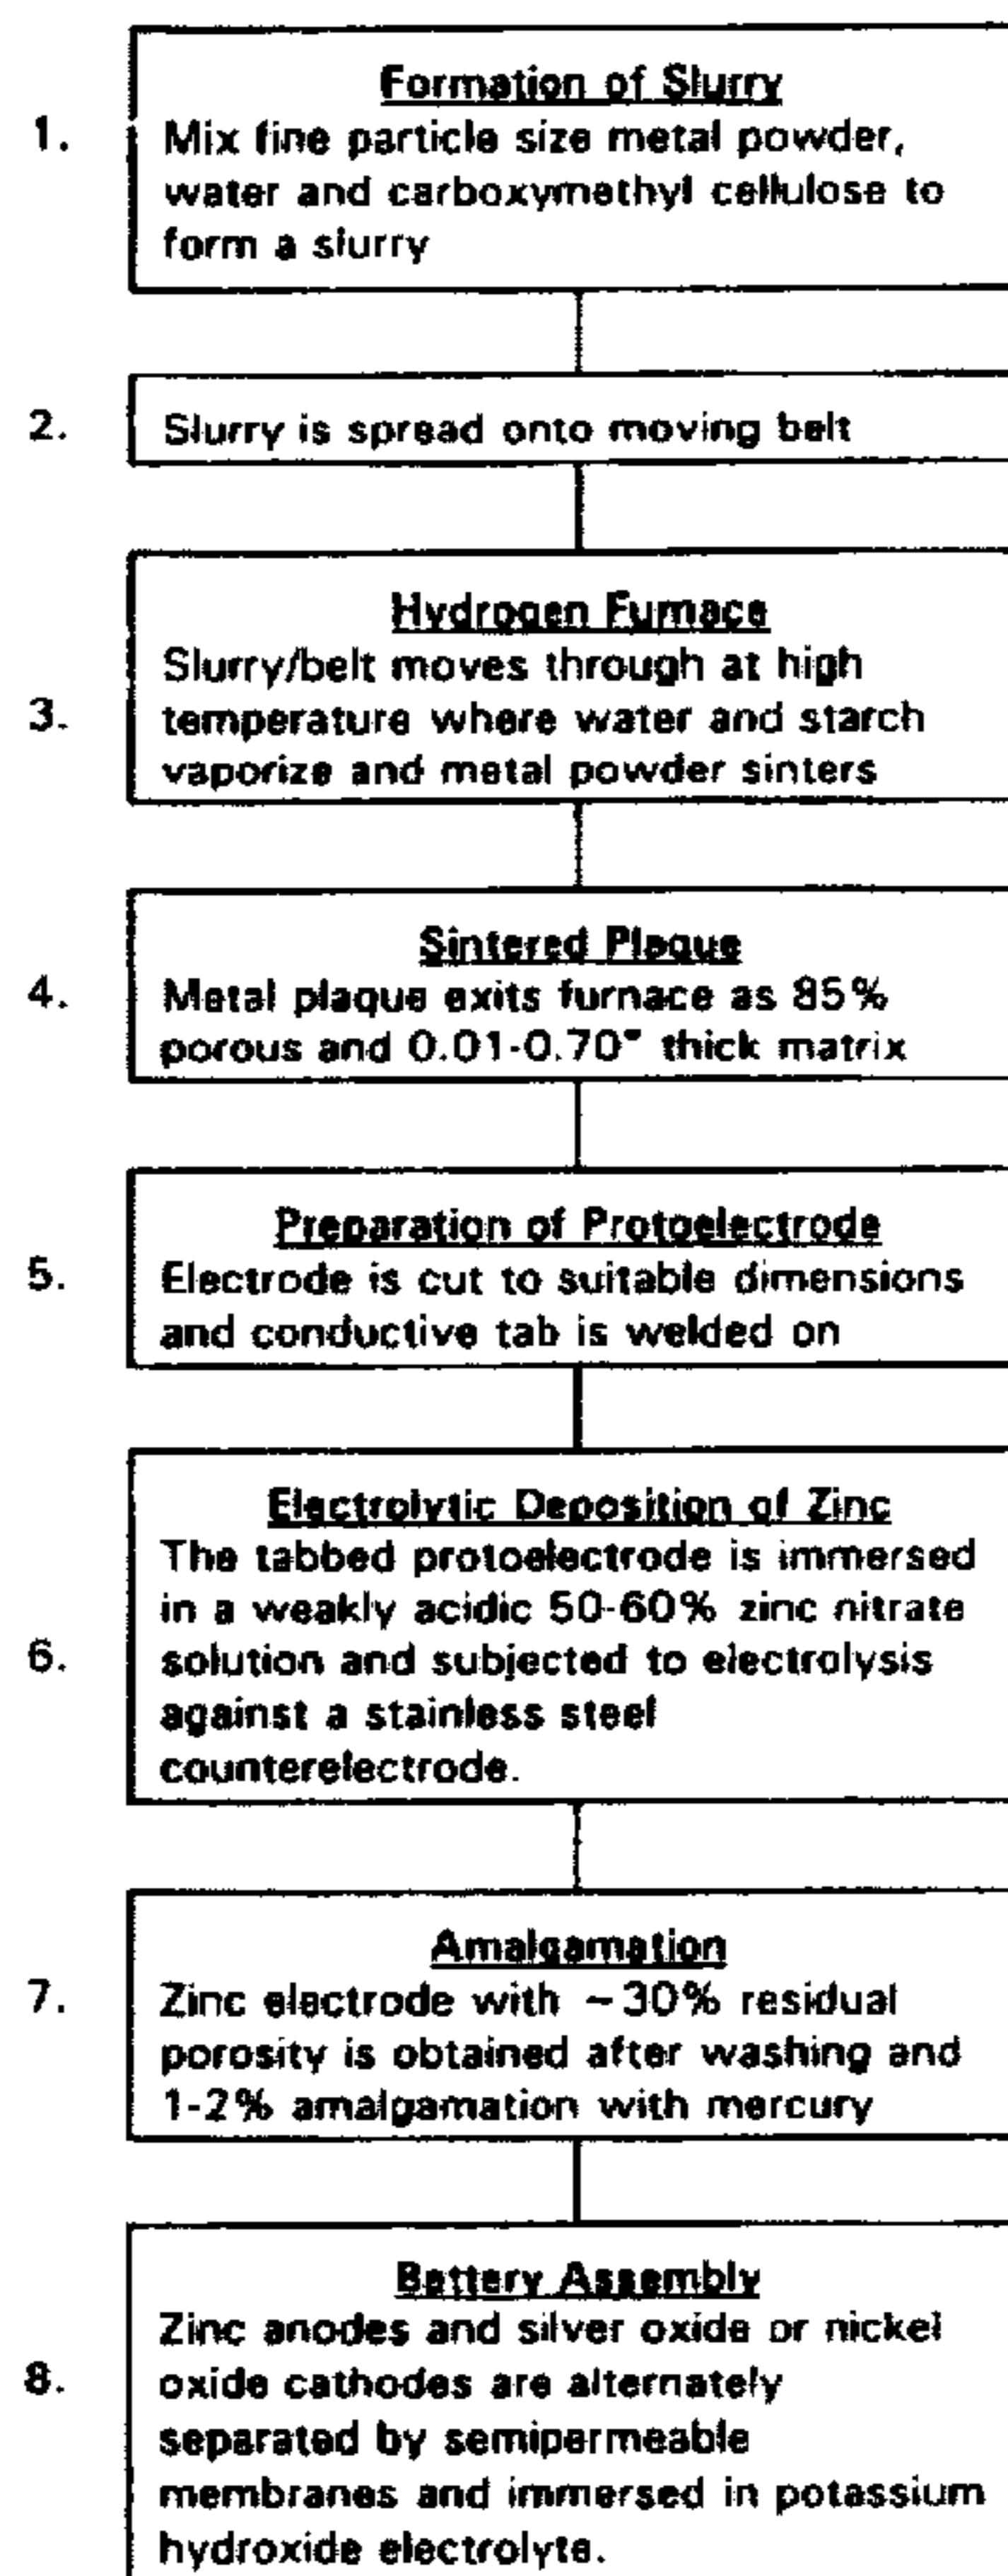 Formation of Slurry
1.
Mix fine particle size metal powder,
water and carboxymethyl cellulose to
form a slurry
2.
Slurry is spread onto moving belt
Hydrogen Furnace
Slurry/belt moves through at high
3.
temperature where water and starch
vaporize and metal powder sinters
Sintered Plaque
4.
Metal plaque exits furnace as 85%
porous and 0.01-0.70" thick matrix
Preparation of Protoelectrode
5.
Electrode is cut to suitable dimensions
and conductive tab is welded on
Electrolytic Deposition of Zinc
The tabbed protoelectrode is immersed
in a weakly acidic 50-60% zinc nitrate
6.
solution and subjected to electrolysis
against a stainless steel
counterelectrode.
Amalgamation
7.
Zinc electrode with ~30% residual
porosity is obtained after washing and
1-2% amalgamation with mercury
Battery Assembly
Zinc anodes and silver oxide or nickel
8.
oxide cathodes are alternately
separated by semipermeable
membranes and immersed in potassium
hydroxide electrolyte.